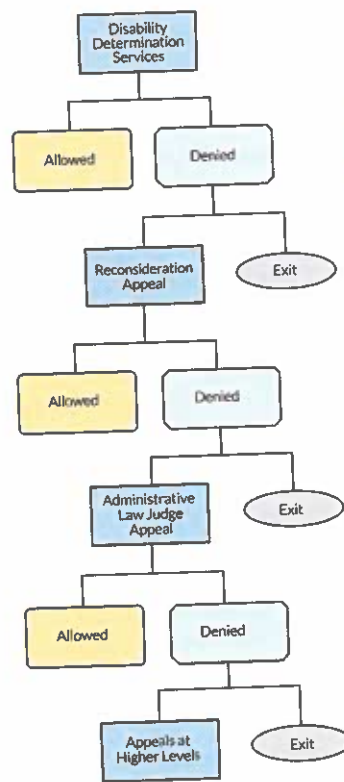 Disability
Determination
Services
Allowed
Denied
Reconsideration
Appeal
Exit
Allowed
Denied
Administrative
Law Judge
Appeal
Exit
Allowed
Denied
Appeals at
Higher Levels
Exit